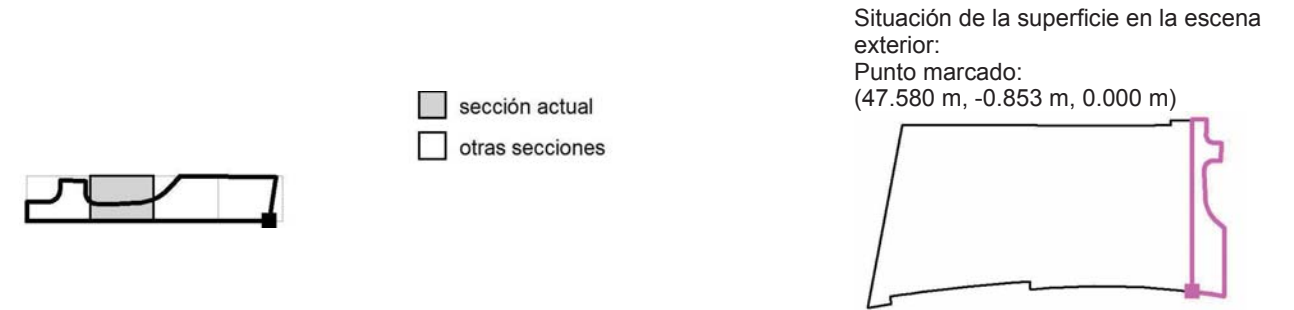 Situación de la superficie en la escena
exterior:
Punto marcado:
(47.580 m, -0.853 m, 0.000 m)
sección actual
otras secciones